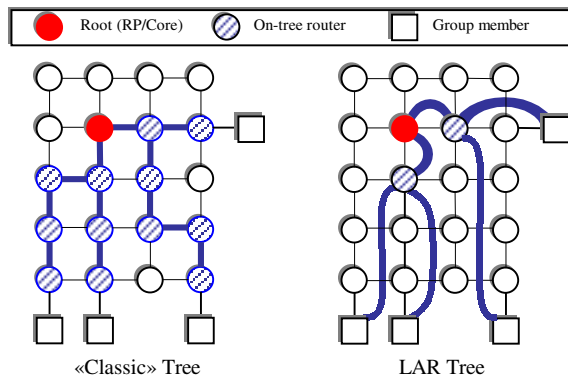 Root (RP/Core) On-tree router Group member
«Classic» Tree LAR Tree